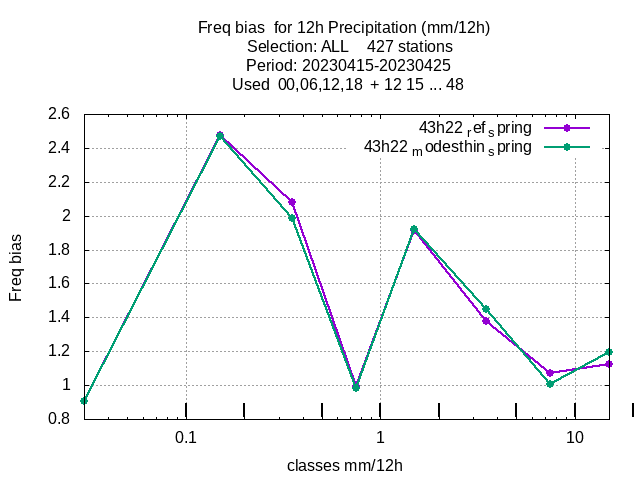 Freq bias  for 12h Precipitation (mm/12h)
Selection: ALL    427 stations
Period: 20230415-20230425
Used  00,06,12,18  + 12 15 ... 48
43h22 ref spring
43h22 modesthin spring
Freq bias
2.6
2.4
2.2
2
1.8
1.6
1.4
1.2
1
0.8
0.1
1
10
classes mm/12h